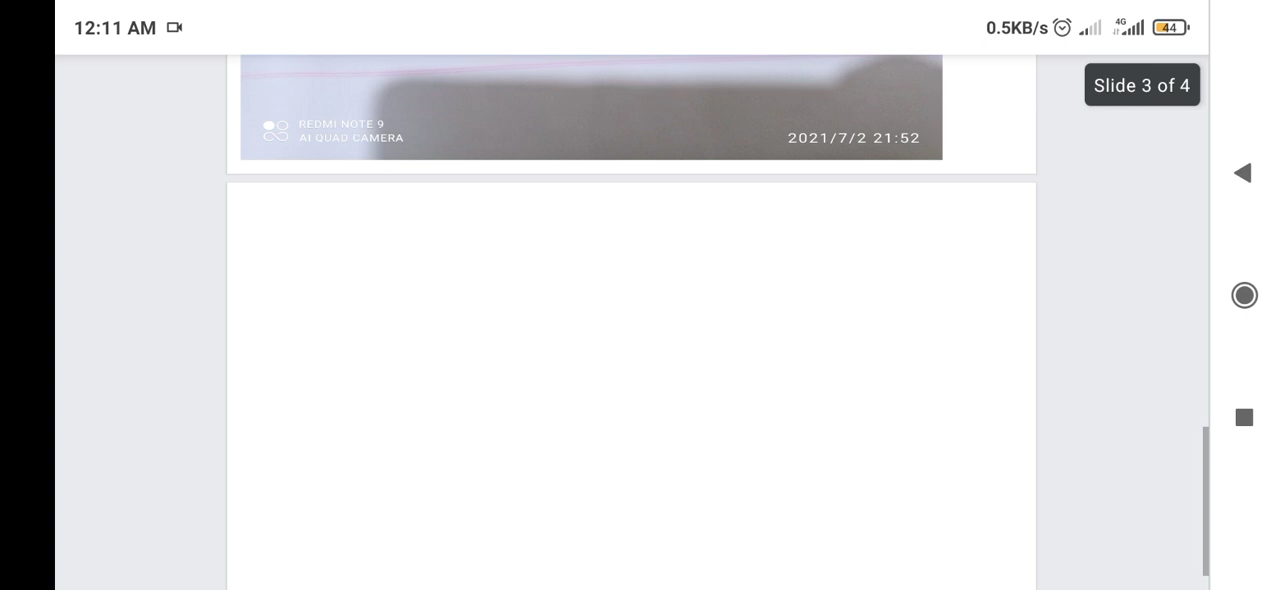 12:11 AM
0.5KB/s 4G 44
Slide 3 of 4
REDMI NOTE 9
AI QUAD CAMERA
2021/7/2 21:52